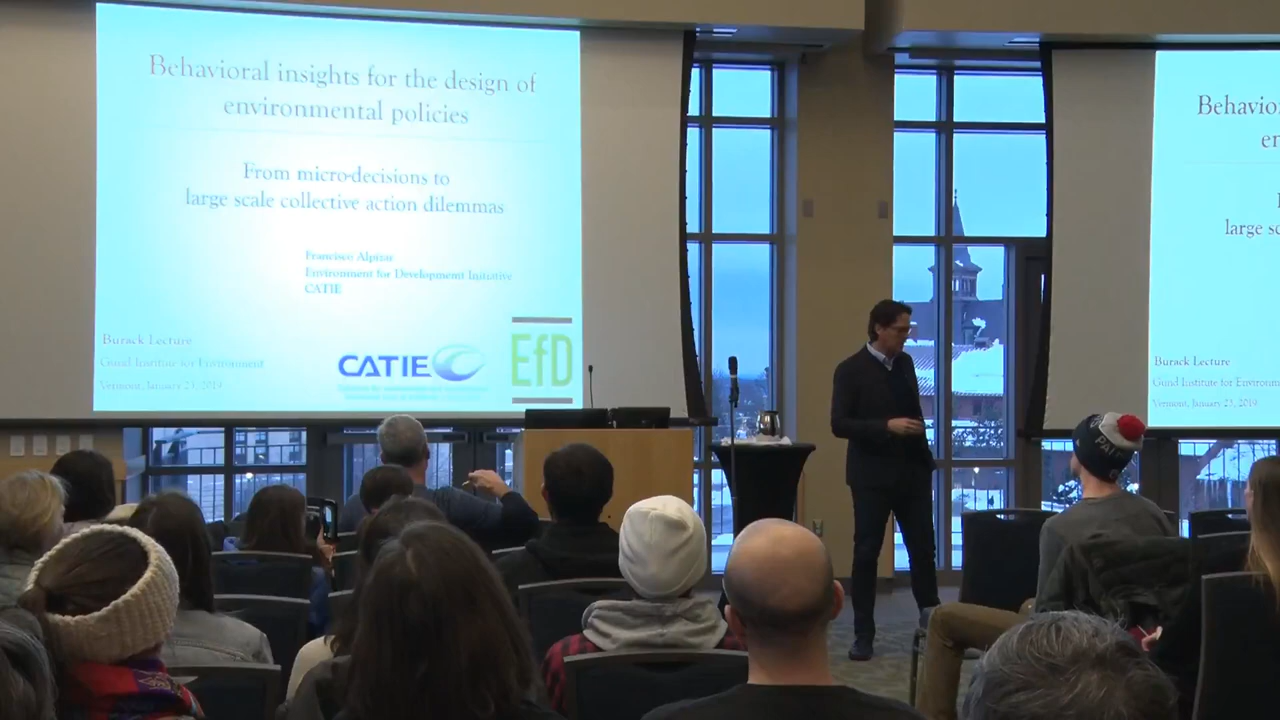 Behavioral insights for the design of
environmental policies
From micro-decisions to
large scale collective action dilemmas
Francisco Alpizar
Environment for Development Initiative
CATIE
Burack Lecture
Gund Institute for Environment
Vermont, January 23, 2019
CATIE
EfD
Behavio
en
large sc
Burack Lecture
Gund Institute for Environm
Vermont, January 23, 2019